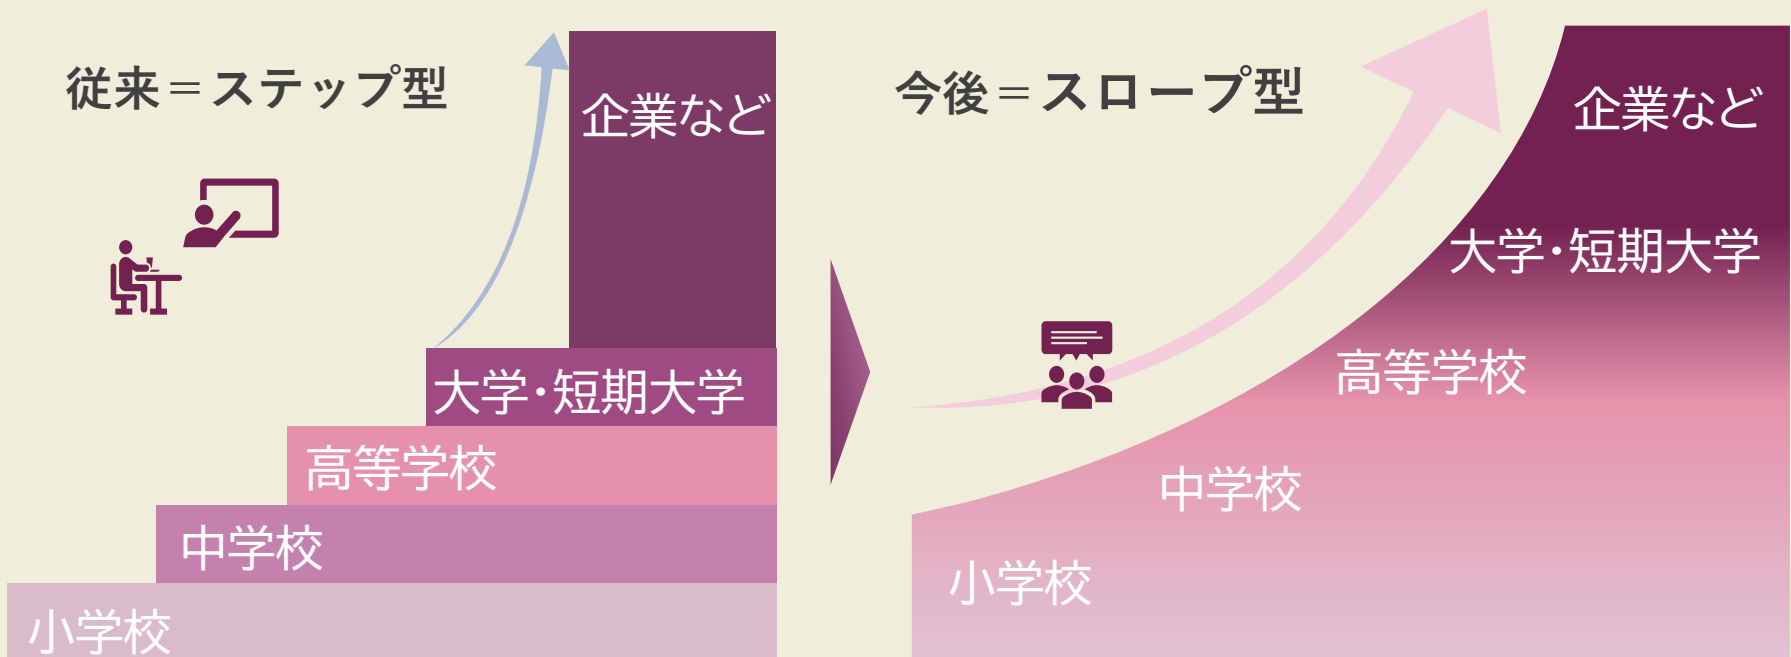 従来＝ステップ型
企業など
大学･短期大学
高等学校
中学校
小学校
今後＝スロープ型
企業など
大学･短期大学
高等学校
中学校
小学校